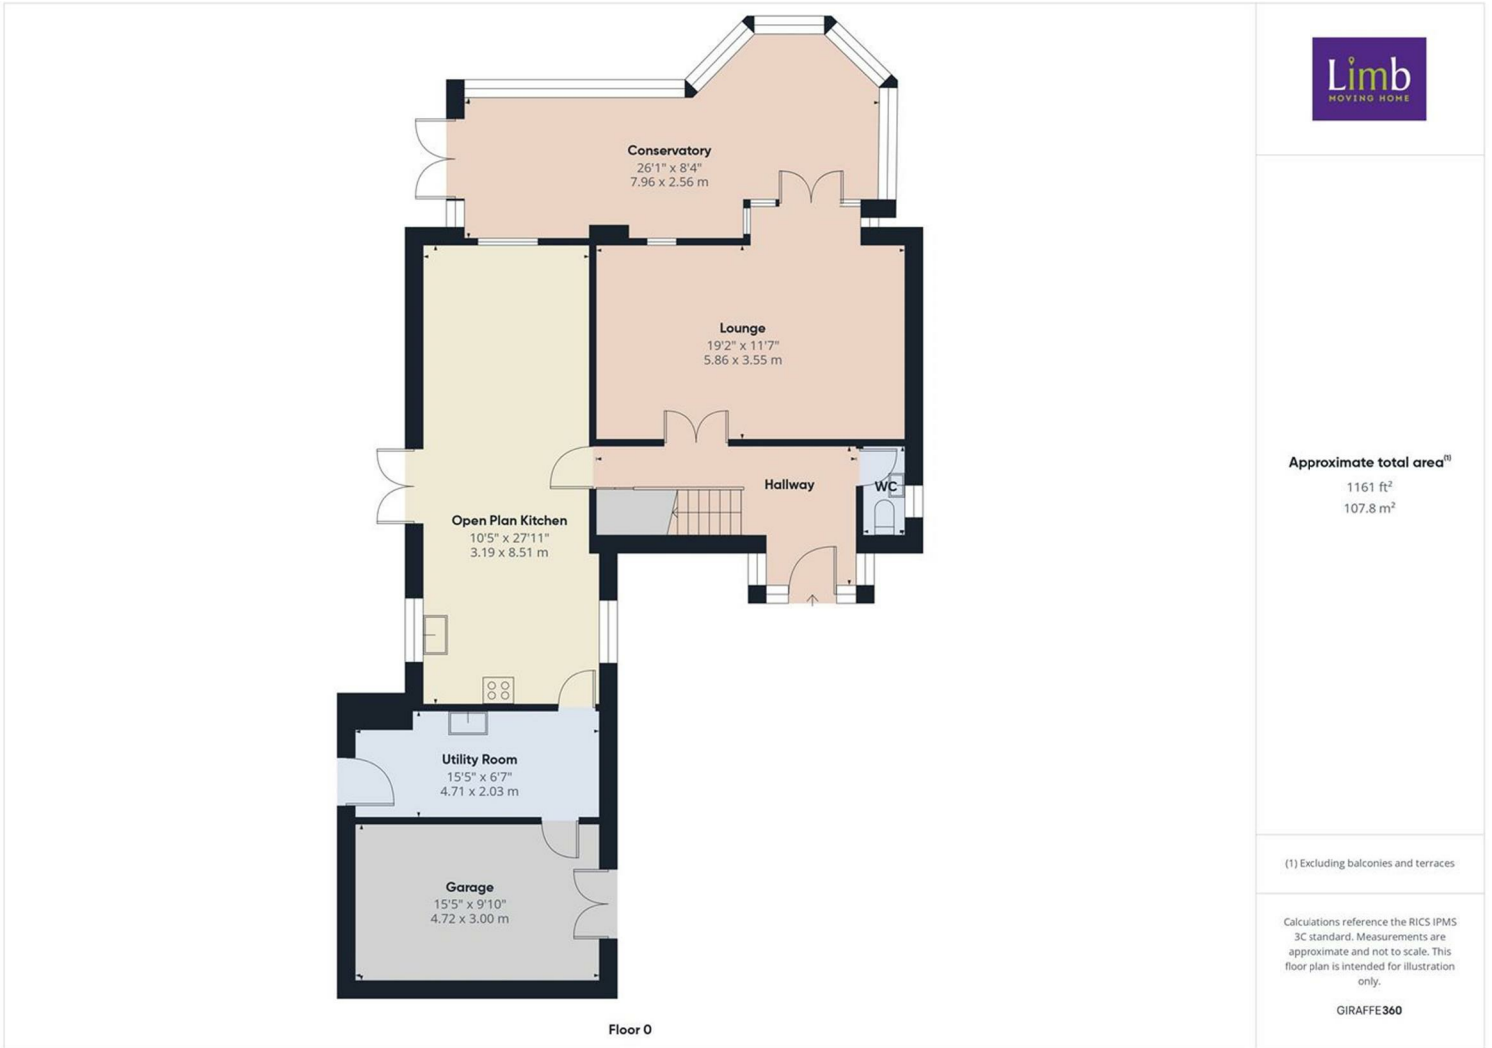 Conservatory
26'1" x 8'4"
7.96 x 2.56 m
Lounge
19'2" x 11'7"
5.86 x 3.55 m
Hallway
WC
Open Plan Kitchen
10'5" x 27'11"
3.19 x 8.51 m
Utility Room
15'5" x 6'7"
4.71 x 2.03 m
Garage
15'5" x 9'10"
4.72 x 3.00 m
Floor 0
Limb
MOVING HOME
Approximate total area(1)
1161 ft²
107.8 m²
(1) Excluding balconies and terraces
Calculations reference the RICS IPMS
3C standard. Measurements are
approximate and not to scale. This
floor plan is intended for illustration
only.
GIRAFFE360